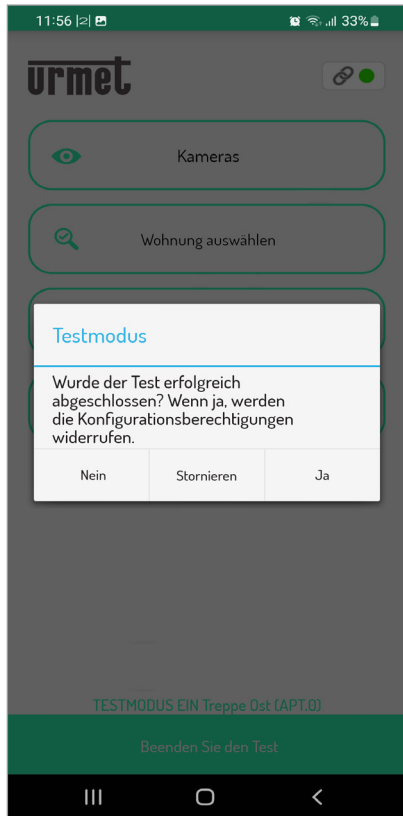 11:56
33%
urmet
Kameras
Wohnung auswählen
Testmodus
Wurde der Test erfolgreich
abgeschlossen? Wenn ja, werden
die Konfigurationsberechtigungen
widerrufen.
Nein Stornieren Ja
TESTMODUS EIN Treppe Ost (APT.0)
Beenden Sie den Test